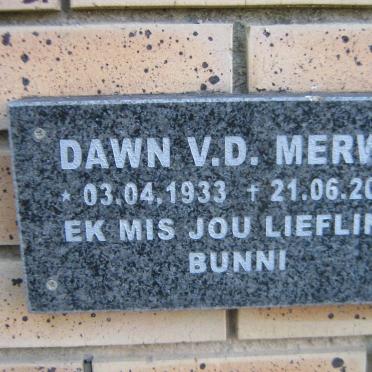 DAWN V.D. MERW
* 03.04.1933 † 21.06.20
EK MIS JOU LIEFLIN
BUNNI